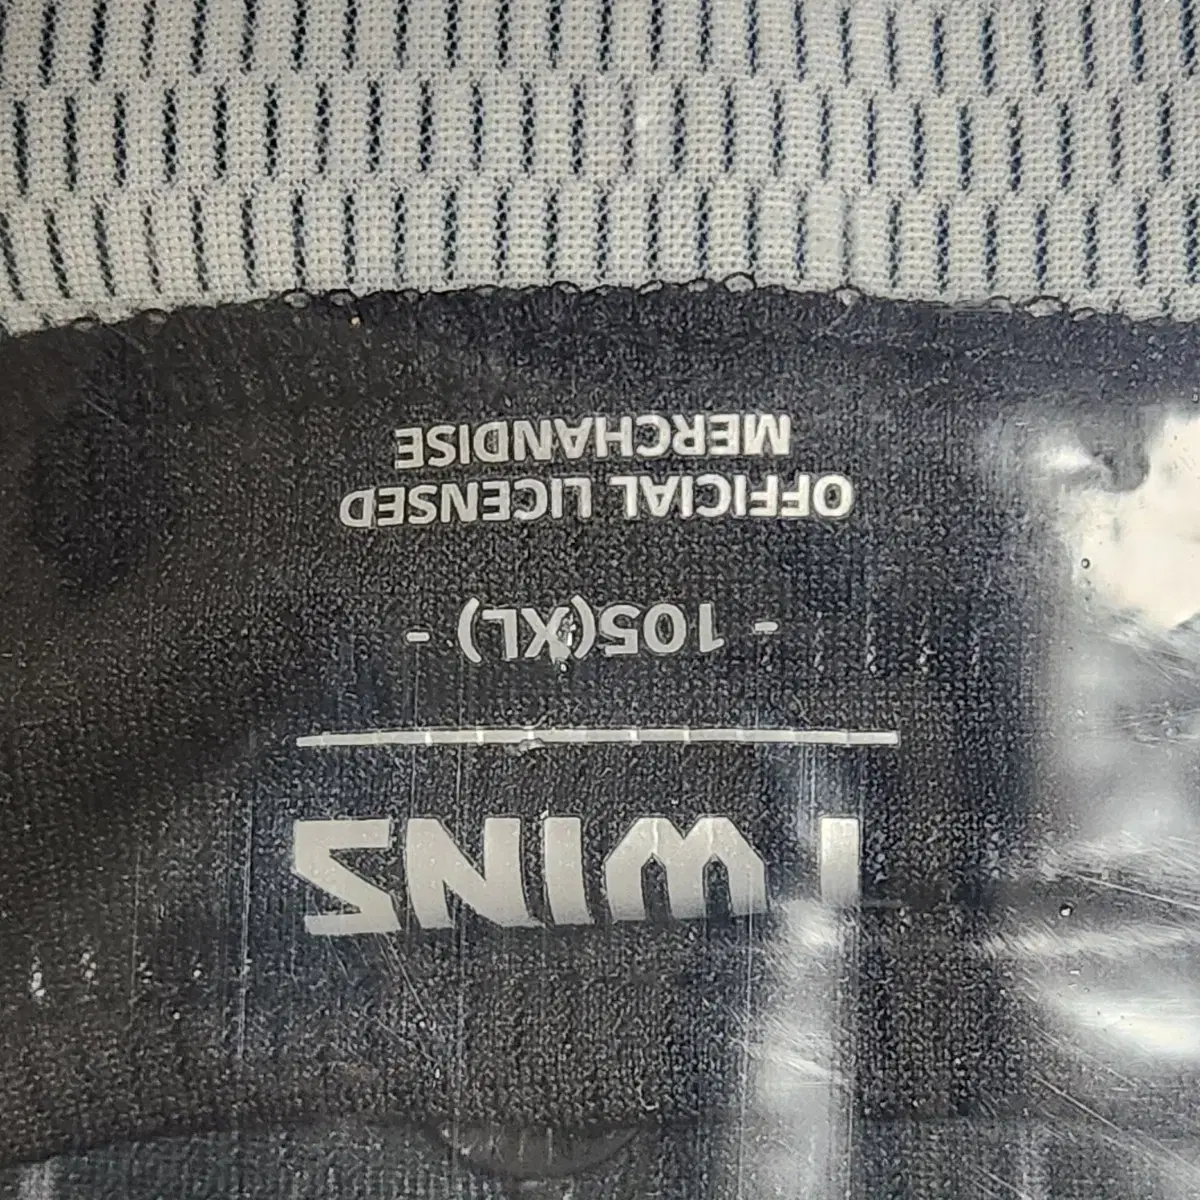 TWINS
- 105(XL) -
OFFICIAL LICENSED
MERCHANDISE